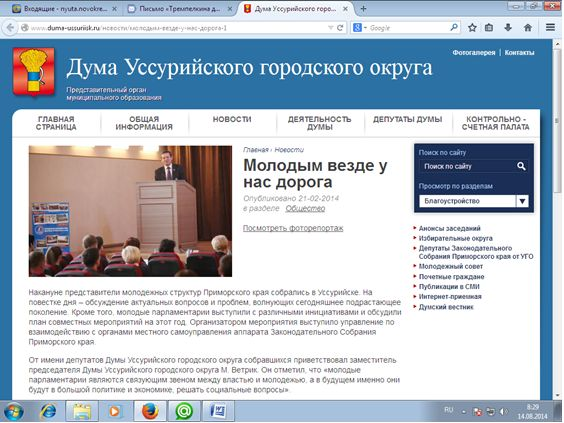 Входящие - nyuta.novokre...
Письмо «Трехпелкина д...
Дума Уссурийского горо...
www.duma-ussuriisk.ru/новости/молодым-везде-у-нас-дорога-1
Фотогалерея | Контакты
Дума Уссурийского городского округа
Представительный орган
муниципального образования
ГЛАВНАЯ СТРАНИЦА
ОБЩАЯ ИНФОРМАЦИЯ
НОВОСТИ
ДЕЯТЕЛЬНОСТЬ ДУМЫ
ДЕПУТАТЫ ДУМЫ
КОНТРОЛЬНО - СЧЕТНАЯ ПАЛАТА
Главная › Новости
Молодым везде у
нас дорога
Опубликовано 21-02-2014
в разделе Общество
Посмотреть фоторепортаж
Поиск по сайту
Поиск по сайту
Просмотр по разделам
Благоустройство
Анонсы заседаний
Избирательные округа
Депутаты Законодательного
Собрания Приморского края от УГО
Молодежный совет
Почетные граждане
Публикации в СМИ
Интернет-приемная
Думский вестник
Накануне представители молодежных структур Приморского края собрались в Уссурийске. На
повестке дня – обсуждение актуальных вопросов и проблем, волнующих сегодняшнее подрастающее
поколение. Кроме того, молодые парламентарии выступили с различными инициативами и обсудили
план совместных мероприятий на этот год. Организатором мероприятия выступило управление по
взаимодействию с органами местного самоуправления аппарата Законодательного Собрания
Приморского края.
От имени депутатов Думы Уссурийского городского округа собравшихся приветствовал заместитель
председателя Думы Уссурийского городского округа М. Ветрик. Он отметил, что «молодые
парламентарии являются связующим звеном между властью и молодежью, а в будущем именно они
будут в большой политике и экономике, решать социальные вопросы».
RU
8:29
14.08.2014